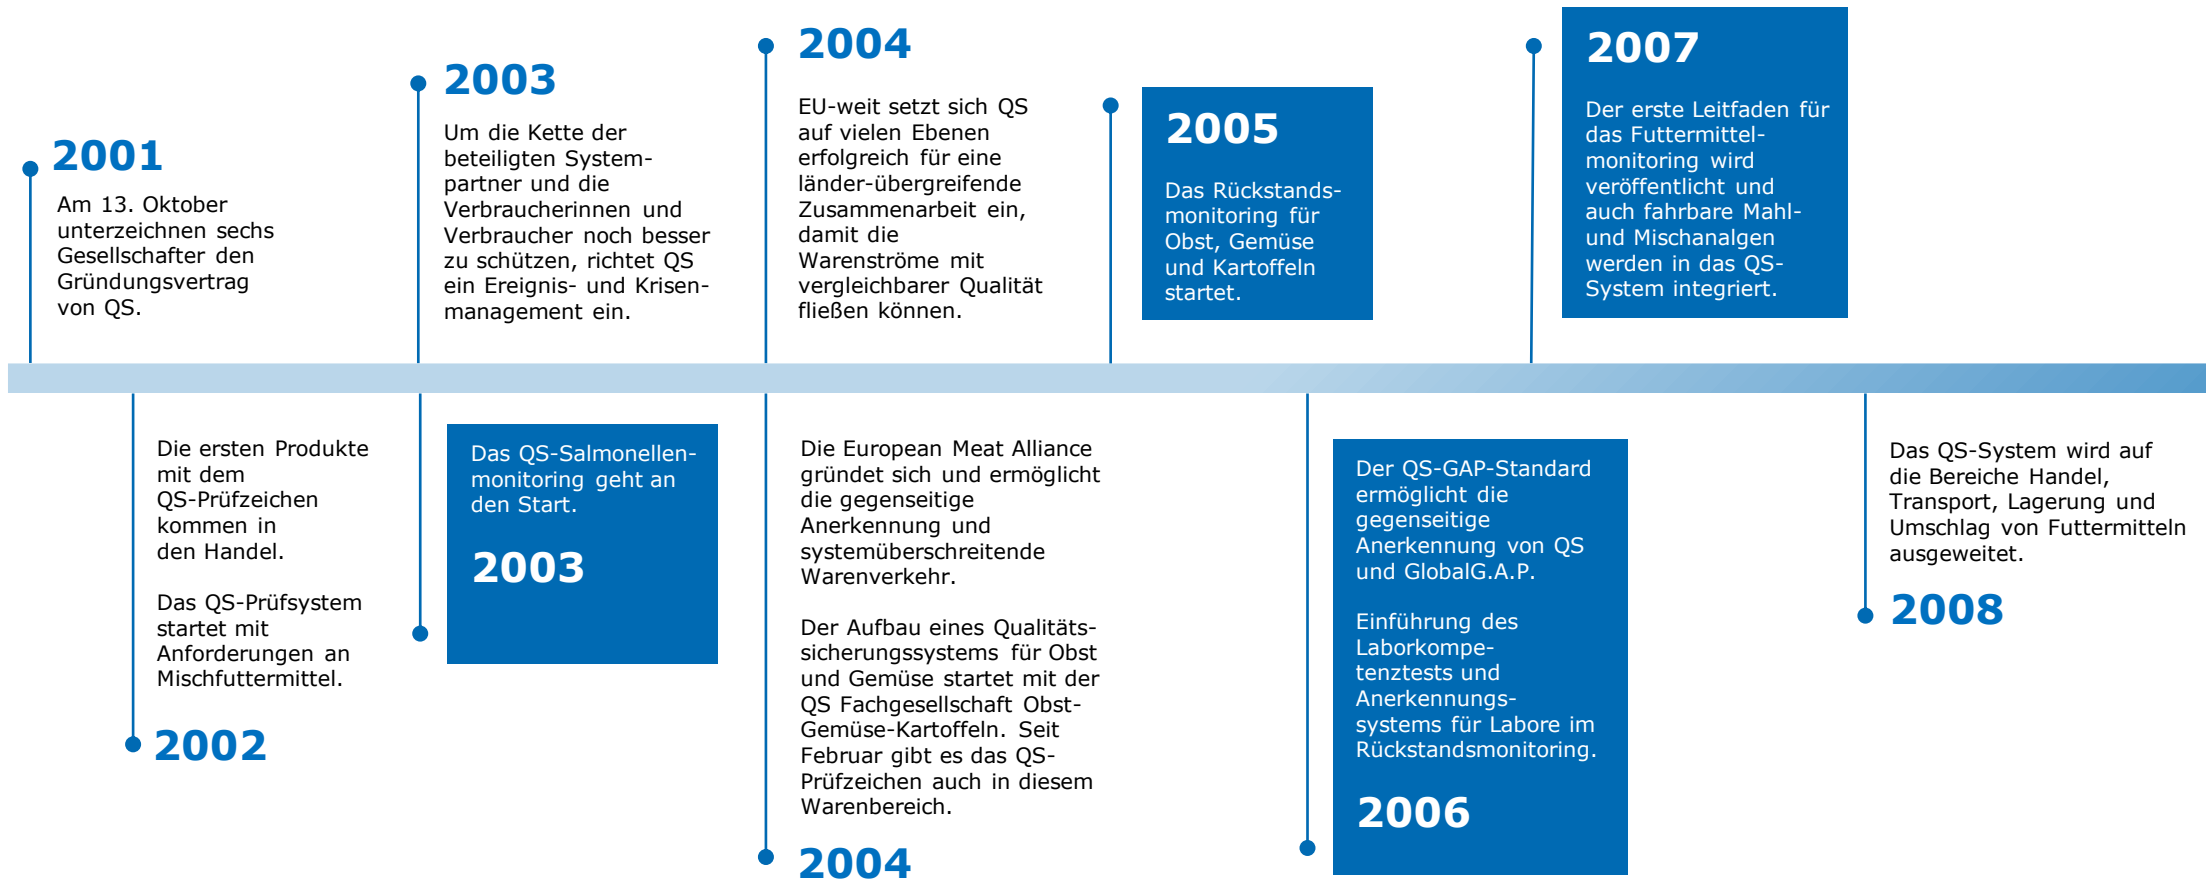 2001
Am 13. Oktober
unterzeichnen sechs
Gesellschafter den
Gründungsvertrag
von QS.
2003
Um die Kette der
beteiligten System-
partner und die
Verbraucherinnen und
Verbraucher noch besser
zu schützen, richtet QS
ein Ereignis- und Krisen-
management ein.
2004
EU-weit setzt sich QS
auf vielen Ebenen
erfolgreich für eine
länder-übergreifende
Zusammenarbeit ein,
damit die
Warenströme mit
vergleichbarer Qualität
fließen können.
2005
Das Rückstands-
monitoring für
Obst, Gemüse
und Kartoffeln
startet.
2007
Der erste Leitfaden für
das Futtermittel-
monitoring wird
veröffentlicht und
auch fahrbare Mahl-
und Mischanalgen
werden in das QS-
System integriert.
Die ersten Produkte
mit dem
QS-Prüfzeichen
kommen in
den Handel.
Das QS-Prüfsystem
startet mit
Anforderungen an
Mischfuttermittel.
2002
Das QS-Salmonellen-
monitoring geht an
den Start.
2003
Die European Meat Alliance
gründet sich und ermöglicht
die gegenseitige
Anerkennung und
systemüberschreitende
Warenverkehr.
Der Aufbau eines Qualitäts-
sicherungssystems für Obst
und Gemüse startet mit der
QS Fachgesellschaft Obst-
Gemüse-Kartoffeln. Seit
Februar gibt es das QS-
Prüfzeichen auch in diesem
Warenbereich.
2004
Der QS-GAP-Standard
ermöglicht die
gegenseitige
Anerkennung von QS
und GlobalG.A.P.
Einführung des
Laborkompe-
tenztests und
Anerkennungs-
systems für Labore im
Rückstandsmonitoring.
2006
Das QS-System wird auf
die Bereiche Handel,
Transport, Lagerung und
Umschlag von Futtermitteln
ausgeweitet.
2008